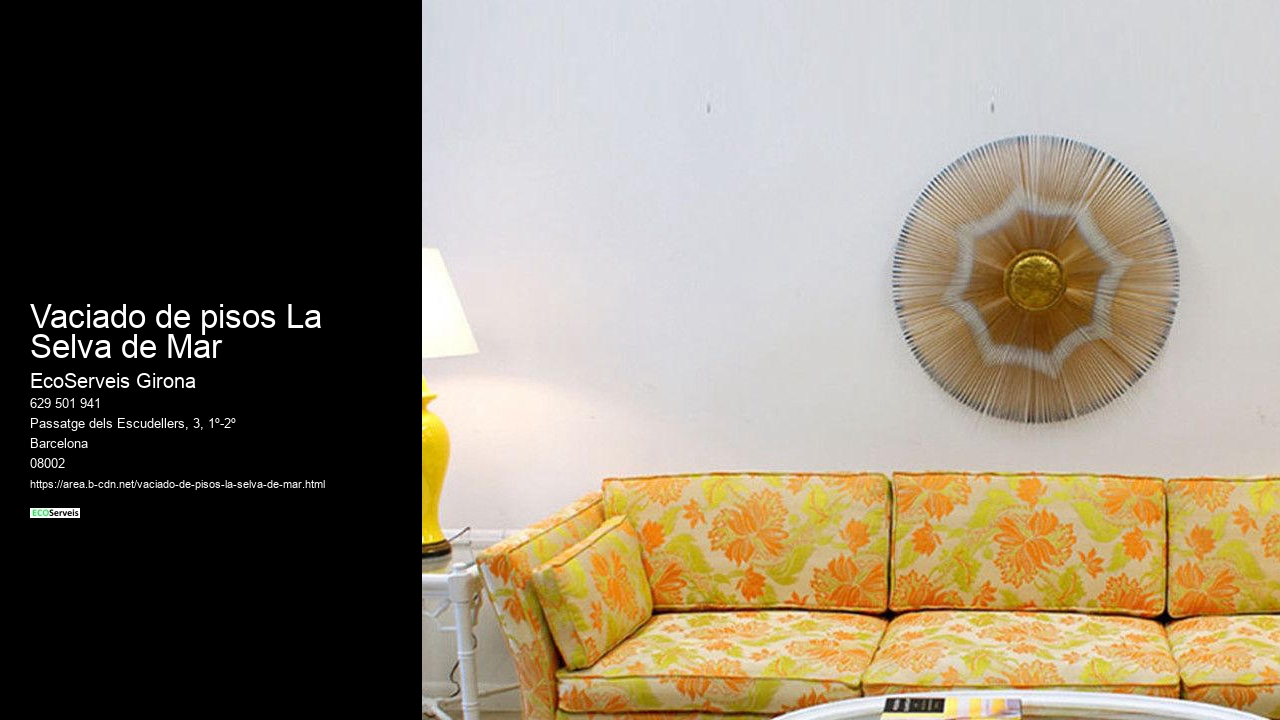 Vaciado de pisos La
Selva de Mar
EcoServeis Girona
629 501 941
Passatge dels Escudellers, 3, 1º-2º
Barcelona
08002
https://area.b-cdn.net/vaciado-de-pisos-la-selva-de-mar.html
ECOServeis